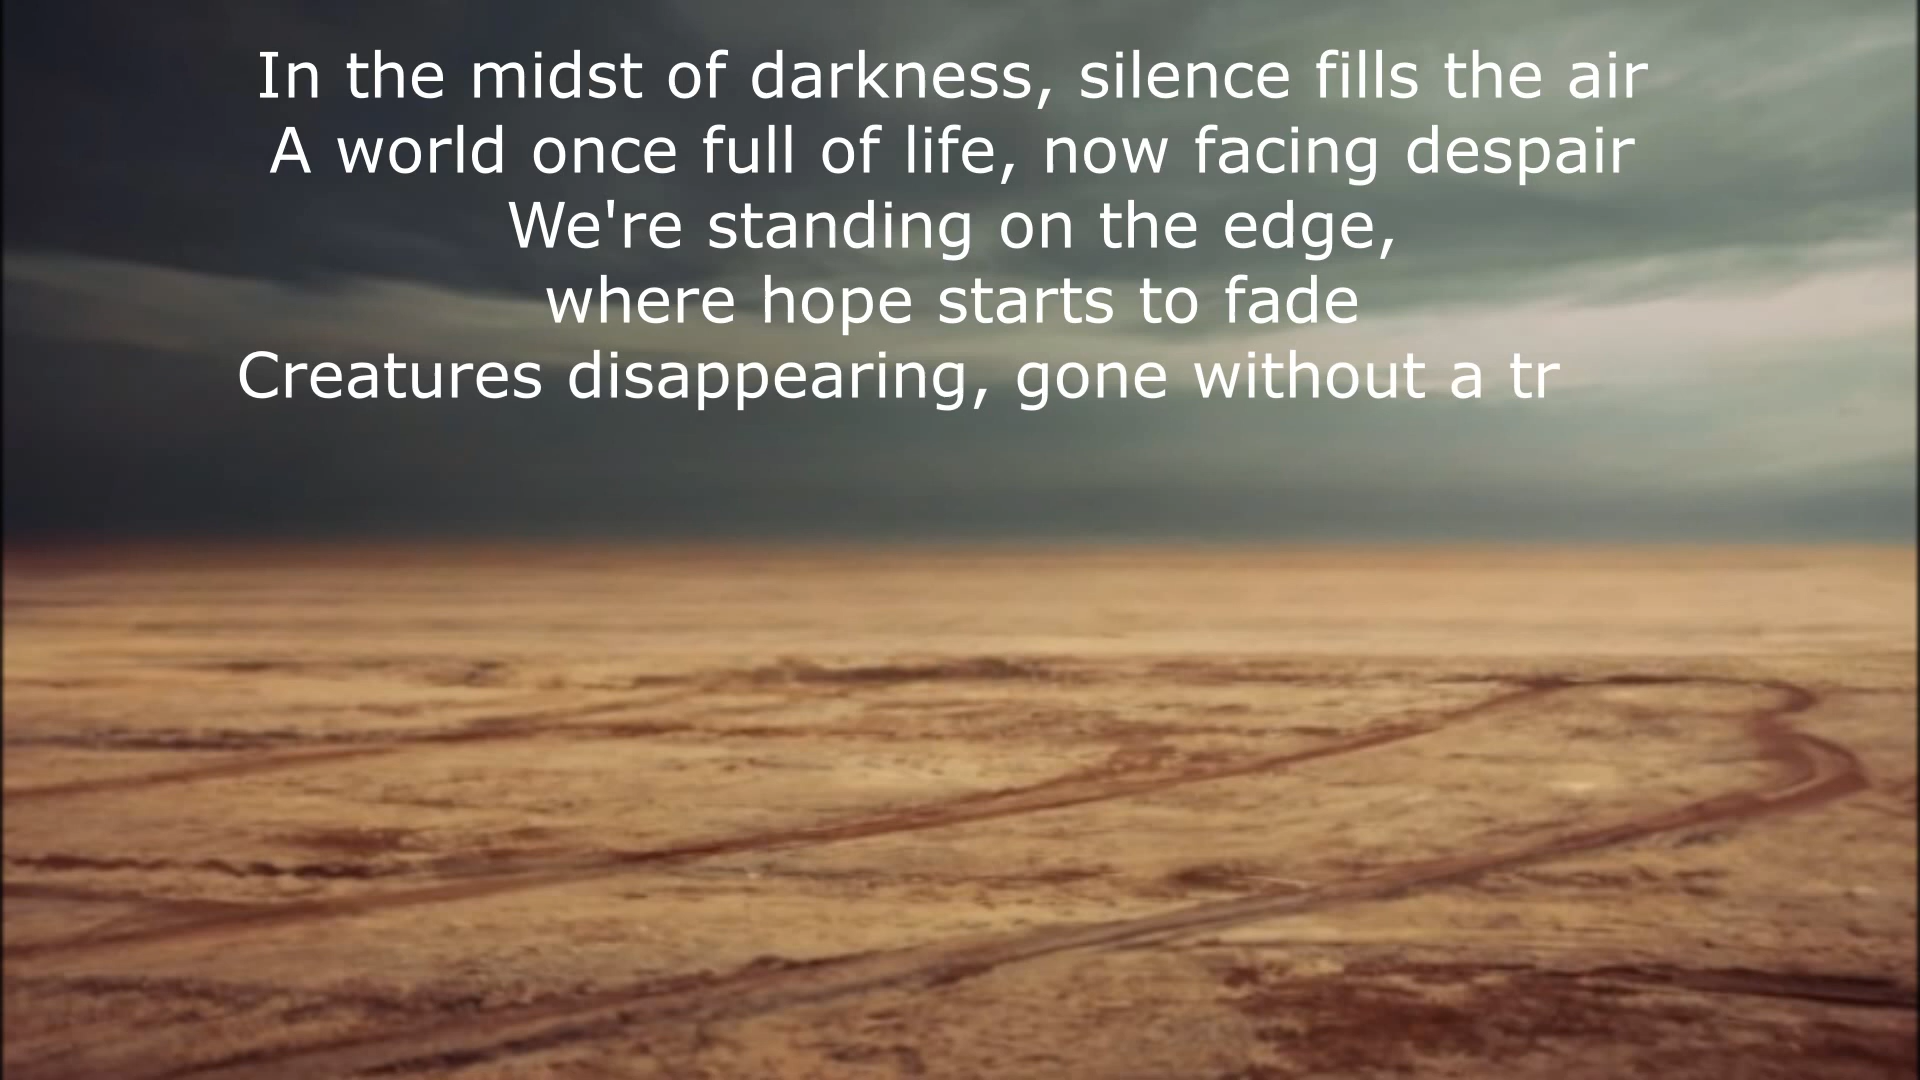 In the midst of darkness, silence fills the air
A world once full of life, now facing despair
We're standing on the edge,
where hope starts to fade
Creatures disappearing, gone without a tr